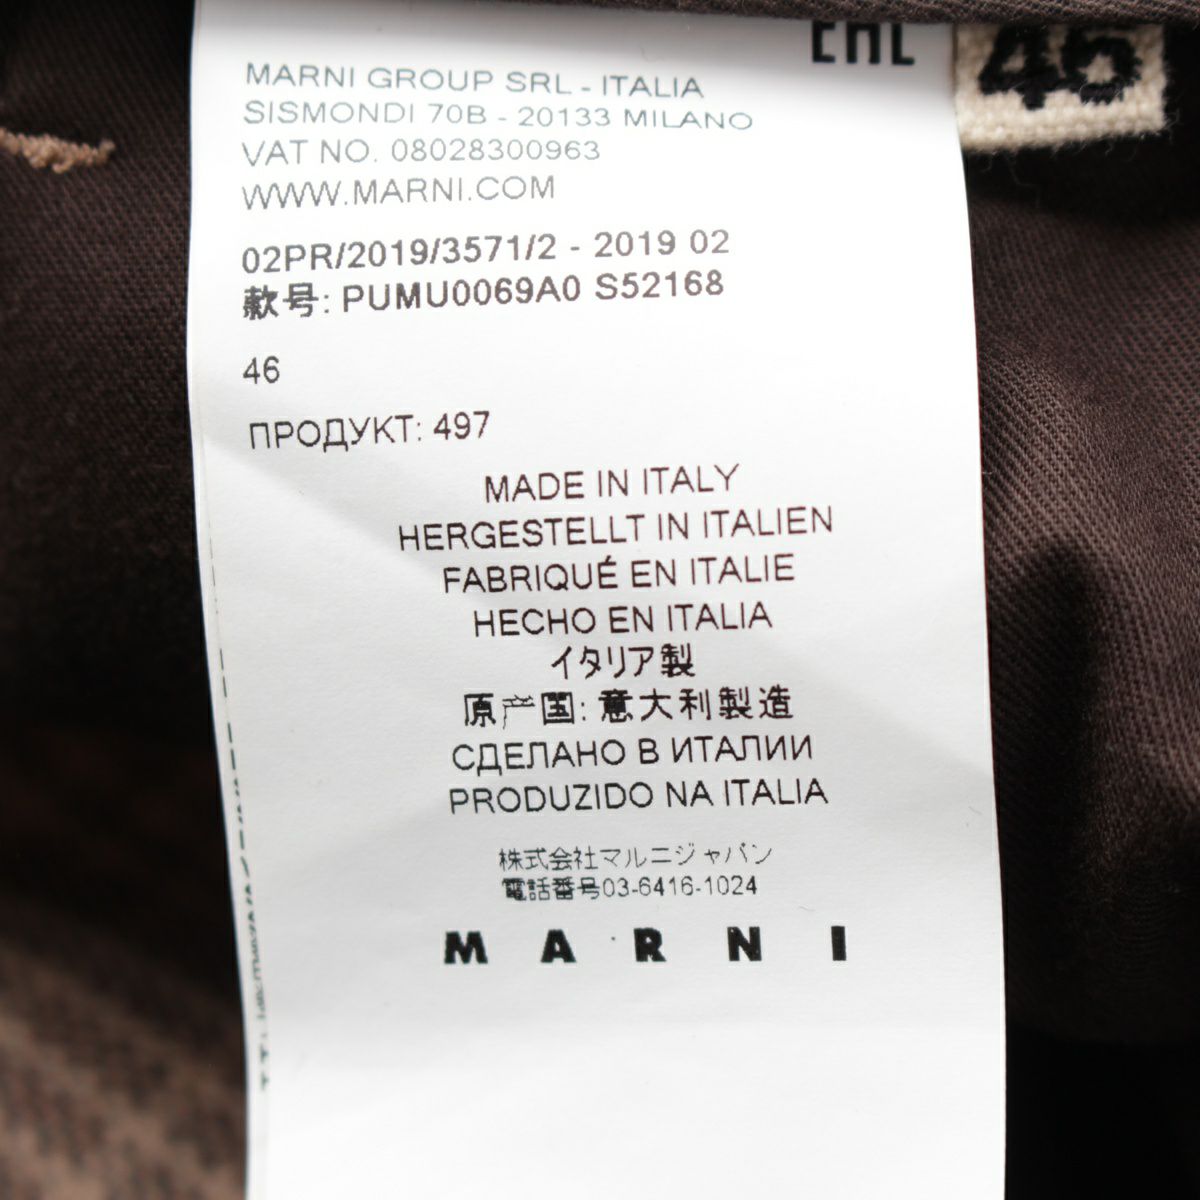 EAC
46
MARNI GROUP SRL - ITALIA
SISMONDI 70B - 20133 MILANO
VAT NO. 08028300963
WWW.MARNI.COM
02PR/2019/3571/2 - 2019 02
款号: PUMU0069A0 S52168
46
ПРОДУКТ: 497
MADE IN ITALY
HERGESTELLT IN ITALIEN
FABRIQUÉ EN ITALIE
HECHO EN ITALIA
イタリア製
原产国: 意大利製造
СДЕЛАНО В ИТАЛИИ
PRODUZIDO NA ITALIA
株式会社マルニジャパン
電話番号03-6416-1024
MARNI